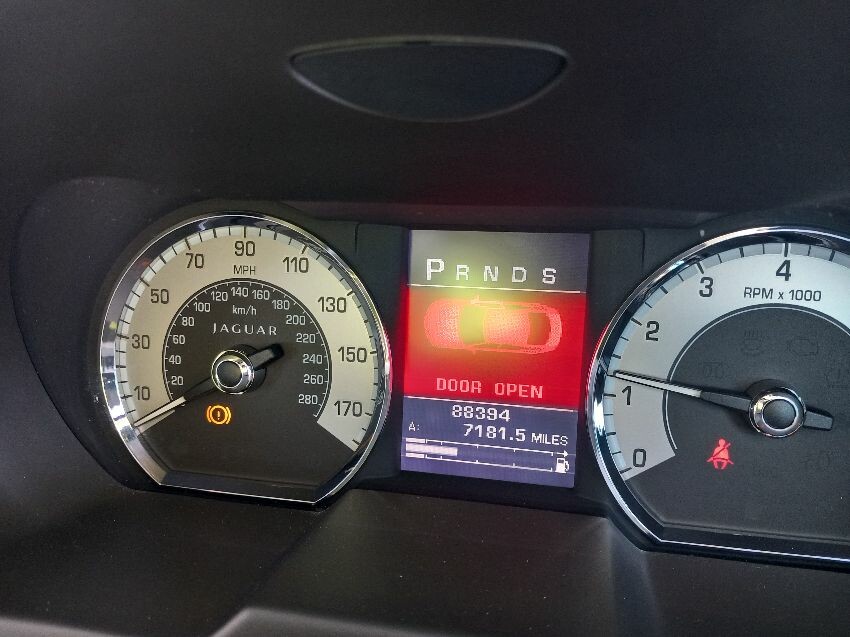 10 30 50 70 90 110 130 150 170
MPH
20 40 60 80 100 120 140 160 180 200 220 240 260 280
km/h
JAGUAR
P R N D S
DOOR OPEN
88394
A: 7181.5 MILES
0 1 2 3 4
RPM x 1000